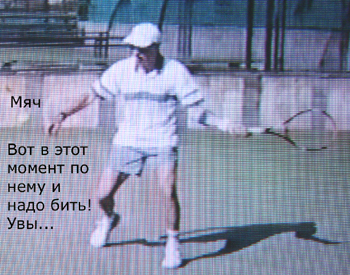 Мяч
Вот в этот
момент по
нему и
надо бить!
Увы...